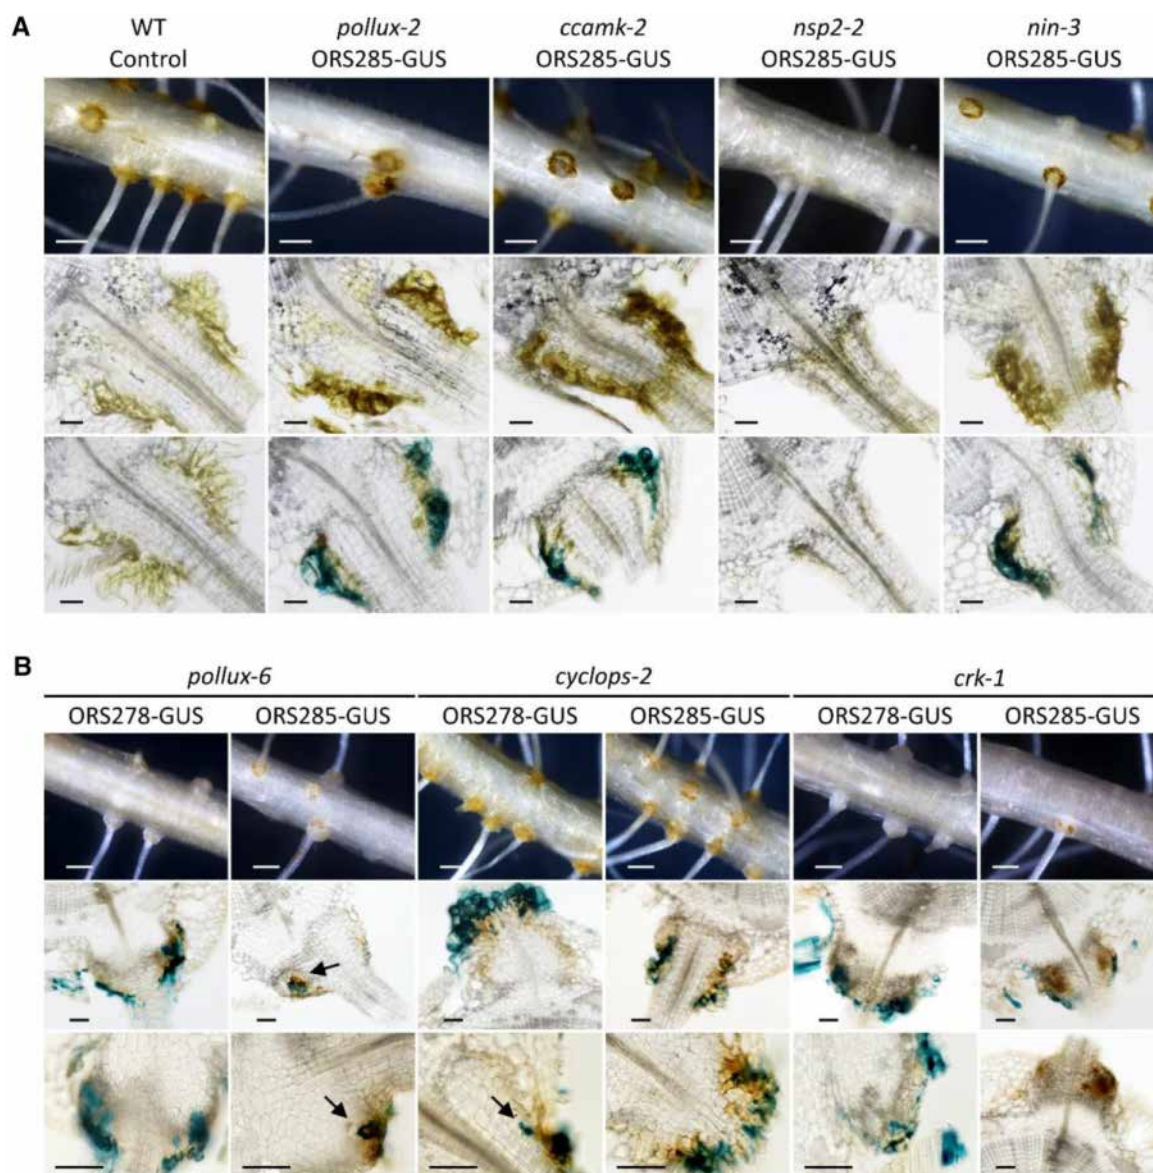 A
WT pollux-2 ccamk-2 nsp2-2 nin-3
Control ORS285-GUS ORS285-GUS ORS285-GUS ORS285-GUS
B
pollux-6 cyclops-2 crk-1
ORS278-GUS ORS285-GUS ORS278-GUS ORS285-GUS ORS278-GUS ORS285-GUS